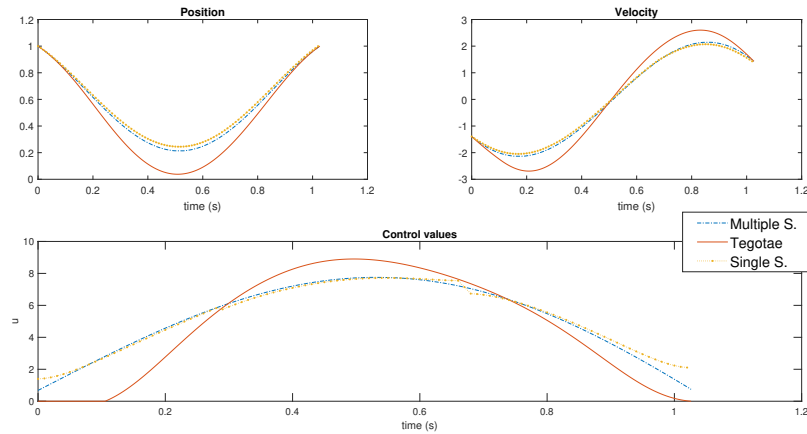 Position
1.2
1
0.8
0.6
0.4
0.2
0
0 0.2 0.4 0.6 0.8 1 1.2
time (s)
Velocity
3
2
1
0
-1
-2
-3
0 0.2 0.4 0.6 0.8 1 1.2
time (s)
Control values
10
8
6
4
2
0
u
0 0.2 0.4 0.6 0.8 1 1.2
time (s)
Multiple S.
Tegotae
Single S.